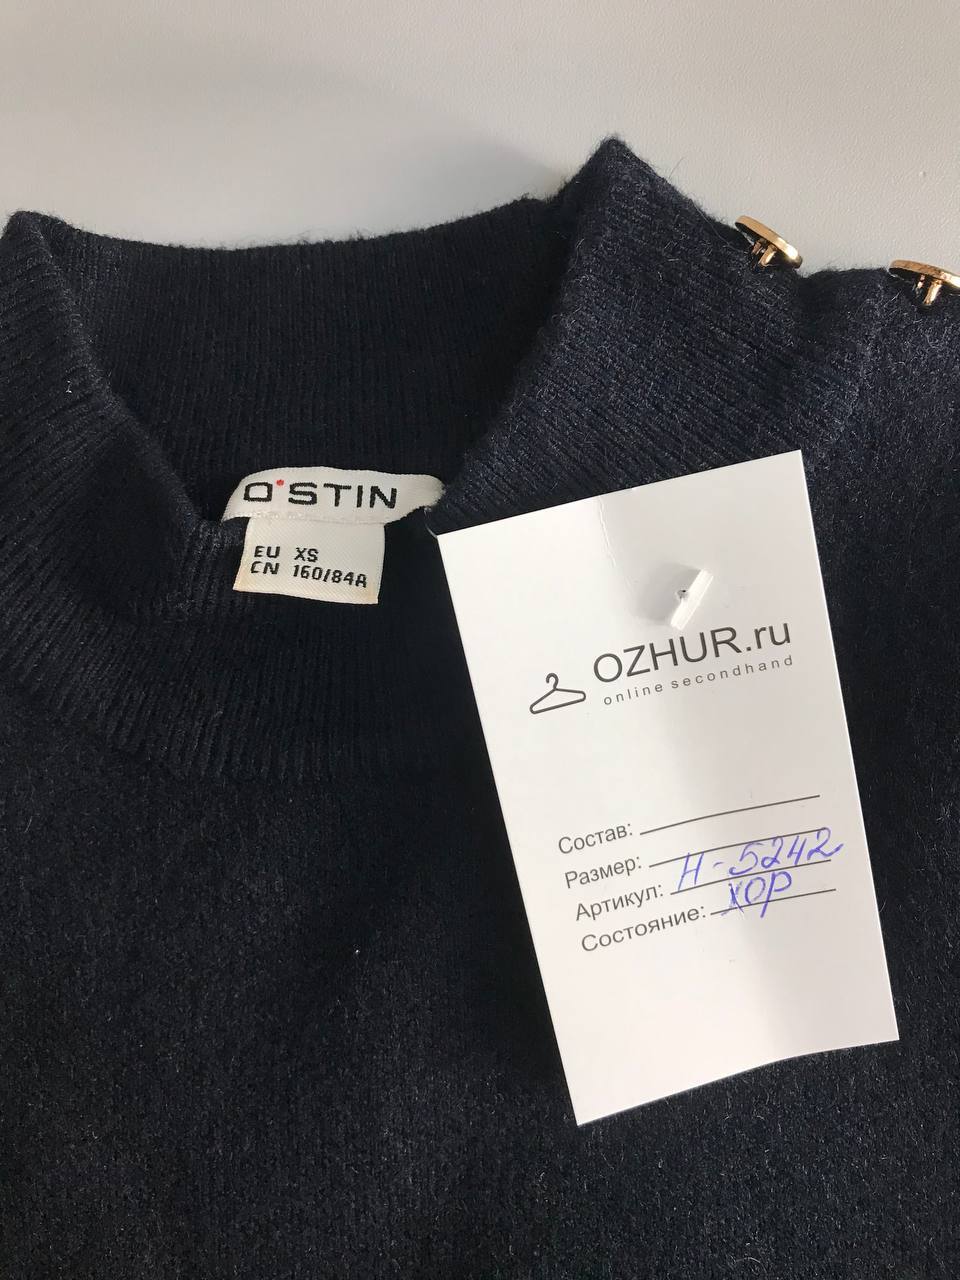 O'STIN
EU XS
CN 160/84A
OZHUR.ru
online secondhand
Состав:
Размер:
Артикул: Н-5242
Состояние: ХОР